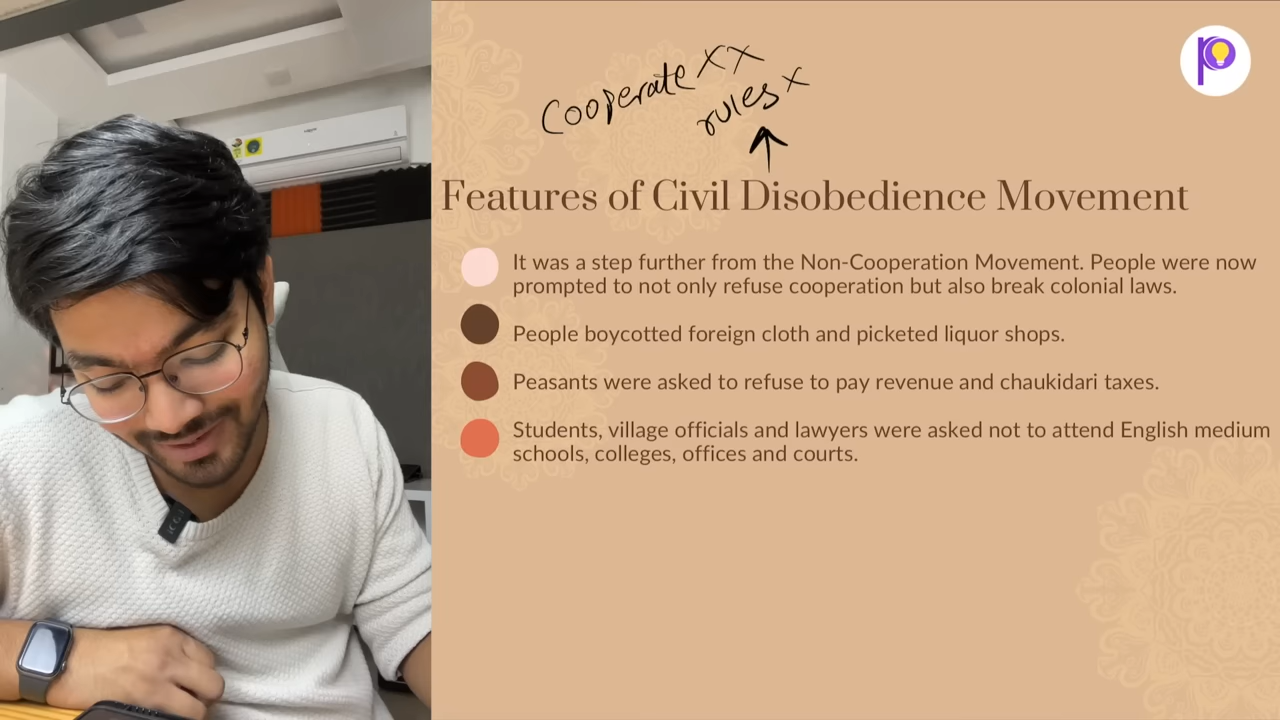 Cooperate XX
rules X
Features of Civil Disobedience Movement
It was a step further from the Non-Cooperation Movement. People were now
prompted to not only refuse cooperation but also break colonial laws.
People boycotted foreign cloth and picketed liquor shops.
Peasants were asked to refuse to pay revenue and chaukidari taxes.
Students, village officials and lawyers were asked not to attend English medium
schools, colleges, offices and courts.